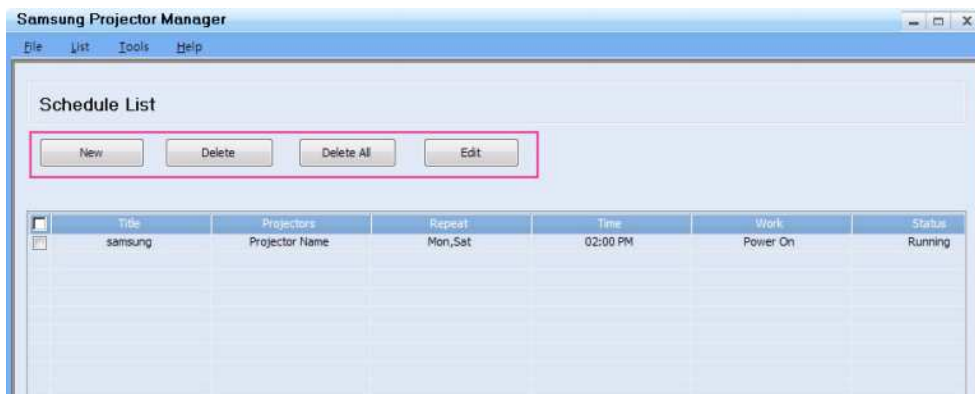 Samsung Projector Manager
File List Tools Help
Schedule List
New Delete Delete All Edit
Title Projectors Repeat Time Work Status
samsung Projector Name Mon,Sat 02:00 PM Power On Running